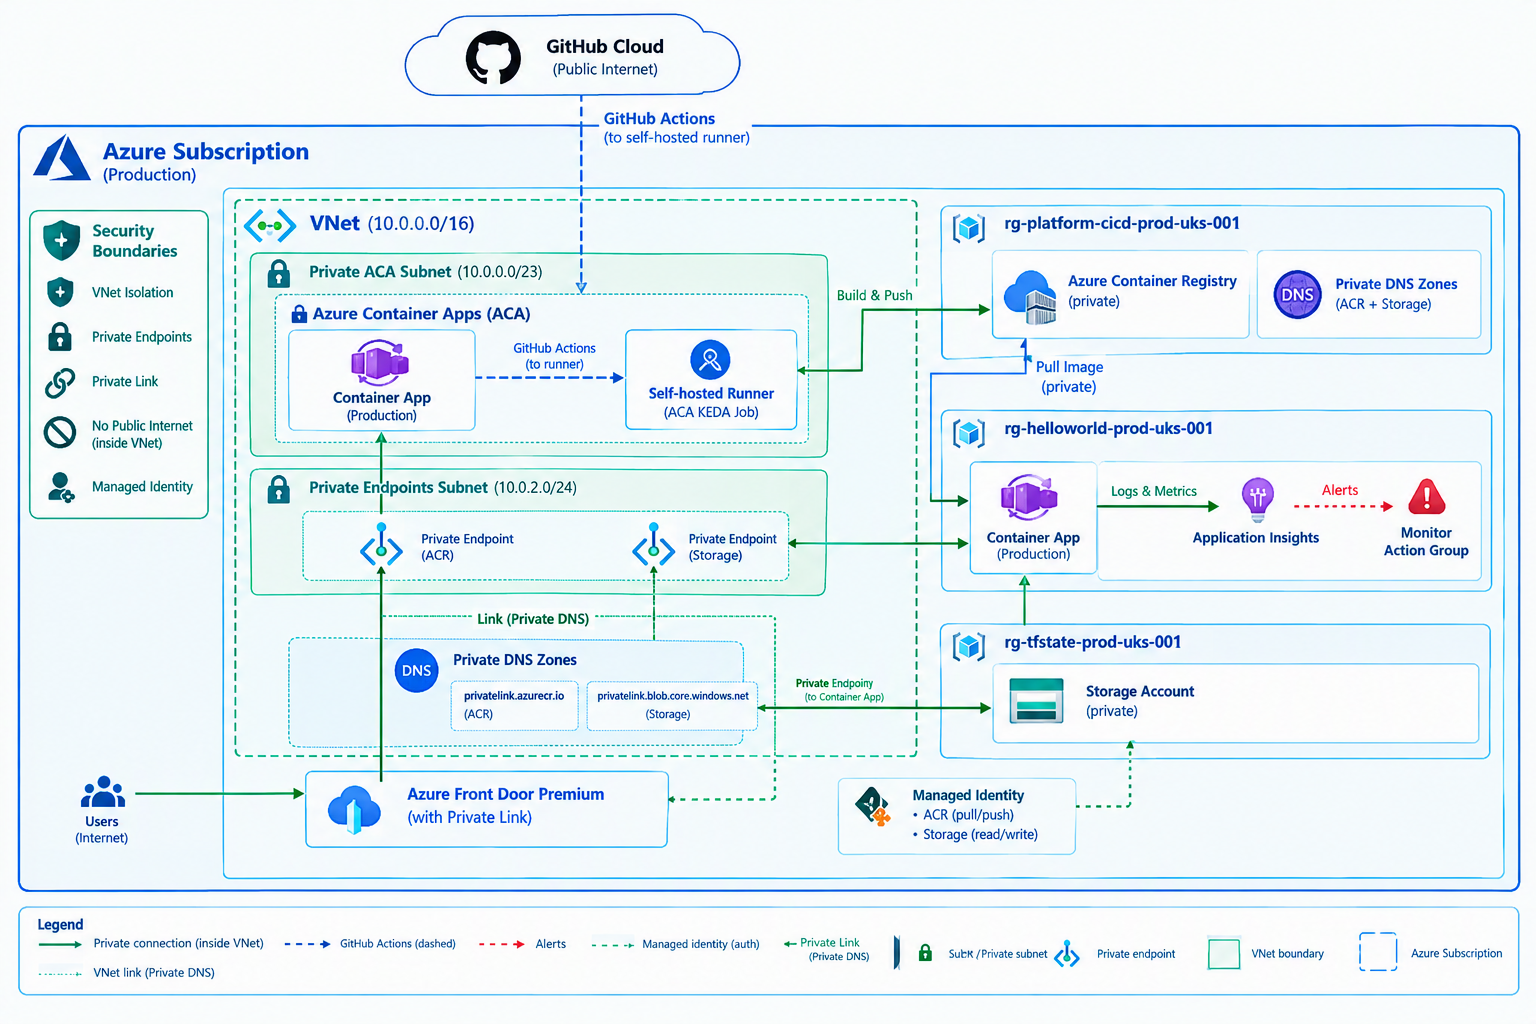 GitHub Cloud
(Public Internet)
GitHub Actions
(to self-hosted runner)
Azure Subscription
(Production)
Security
Boundaries
VNet Isolation
Private Endpoints
Private Link
No Public Internet
(inside VNet)
Managed Identity
VNet (10.0.0.0/16)
Private ACA Subnet (10.0.0.0/23)
Azure Container Apps (ACA)
Container App
(Production)
GitHub Actions
(to runner)
Self-hosted Runner
(ACA KEDA Job)
Build & Push
Private Endpoints Subnet (10.0.2.0/24)
Private Endpoint
(ACR)
Private Endpoint
(Storage)
Link (Private DNS)
DNS
Private DNS Zones
privatelink.azurecr.io
(ACR)
privatelink.blob.core.windows.net
(Storage)
Private Endpoiny
(to Container App)
rg-platform-cicd-prod-uks-001
Azure Container Registry
(private)
DNS
Private DNS Zones
(ACR + Storage)
Pull Image
(private)
rg-helloworld-prod-uks-001
Container App
(Production)
Logs & Metrics
Application Insights
Alerts
Monitor
Action Group
rg-tfstate-prod-uks-001
Storage Account
(private)
Users
(Internet)
Azure Front Door Premium
(with Private Link)
Managed Identity
• ACR (pull/push)
• Storage (read/write)
Legend
Private connection (inside VNet)
GitHub Actions (dashed)
Alerts
Managed identity (auth)
Private Link
(Private DNS)
/Private subnet
Private endpoint
VNet boundary
Azure Subscription
VNet link (Private DNS)